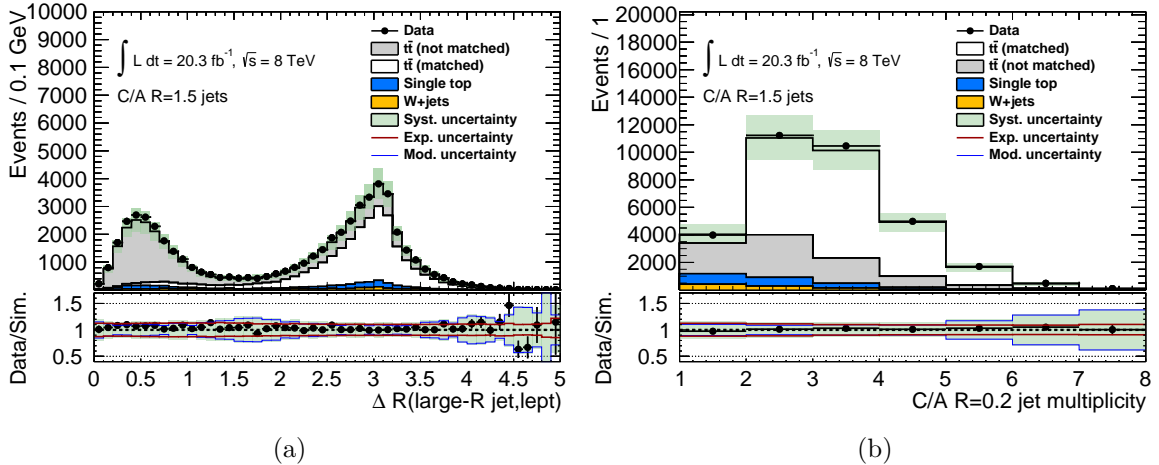 Events / 0.1 GeV
10000
9000
8000
7000
6000
5000
4000
3000
2000
1000
∫ L dt = 20.3 fb⁻¹, √s = 8 TeV
C/A R=1.5 jets
Data
tt̄ (not matched)
tt̄ (matched)
Single top
W+jets
Syst. uncertainty
Exp. uncertainty
Mod. uncertainty
Data/Sim.
1.5
1
0.5
0 0.5 1 1.5 2 2.5 3 3.5 4 4.5 5
Δ R(large-R jet,lept)
(a)
Events / 1
20000
18000
16000
14000
12000
10000
8000
6000
4000
2000
∫ L dt = 20.3 fb⁻¹, √s = 8 TeV
C/A R=1.5 jets
Data
tt̄ (matched)
tt̄ (not matched)
Single top
W+jets
Syst. uncertainty
Exp. uncertainty
Mod. uncertainty
Data/Sim.
1.5
1
0.5
1 2 3 4 5 6 7 8
C/A R=0.2 jet multiplicity
(b)